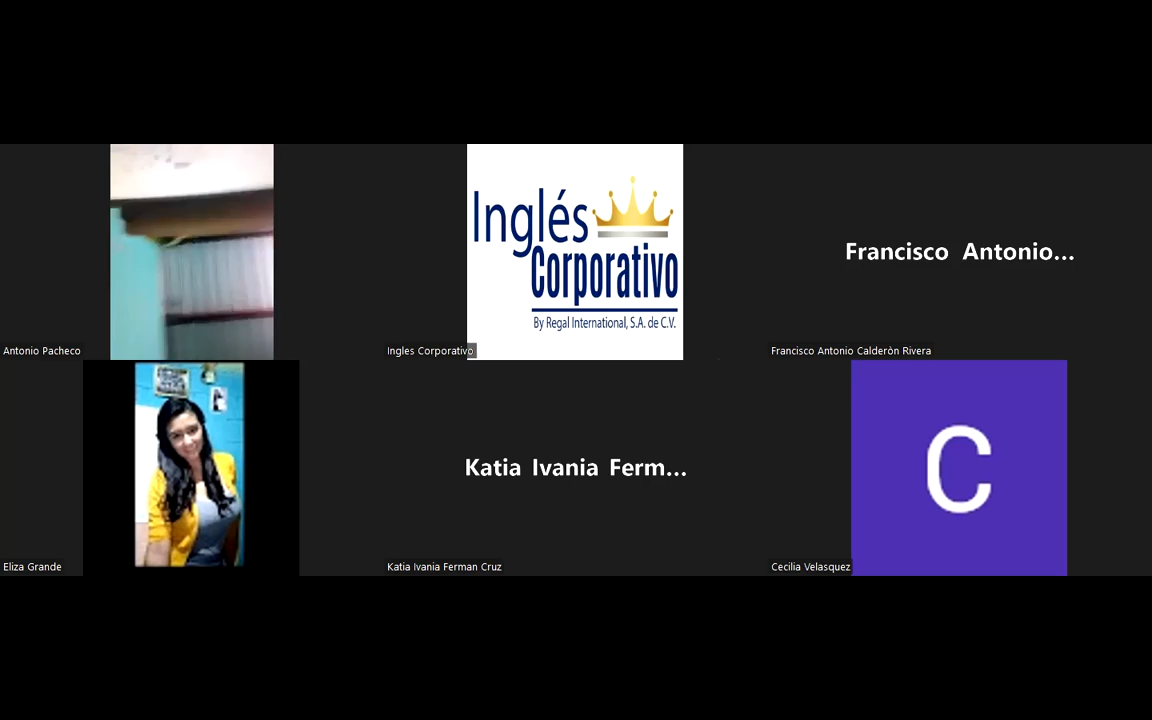 Inglés
Corporativo
By Regal International, S.A. de C.V.
Francisco Antonio...
Antonio Pacheco
Ingles Corporativo
Francisco Antonio Calderòn Rivera
Katia Ivania Ferm...
C
Eliza Grande
Katia Ivania Ferman Cruz
Cecilia Velasquez